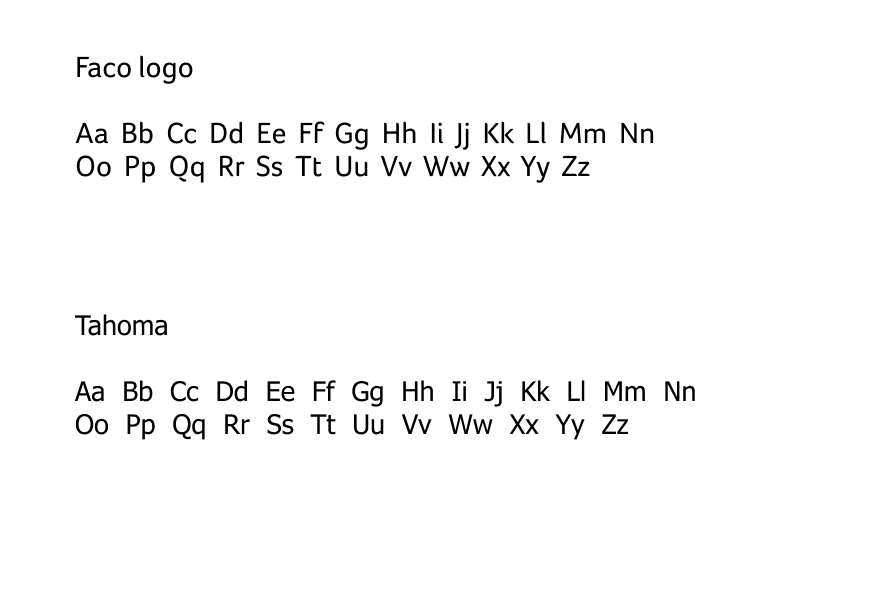 Faco logo
Aa Bb Cc Dd Ee Ff Gg Hh Ii Jj Kk Ll Mm Nn
Oo Pp Qq Rr Ss Tt Uu Vv Ww Xx Yy Zz
Tahoma
Aa Bb Cc Dd Ee Ff Gg Hh Ii Jj Kk Ll Mm Nn
Oo Pp Qq Rr Ss Tt Uu Vv Ww Xx Yy Zz